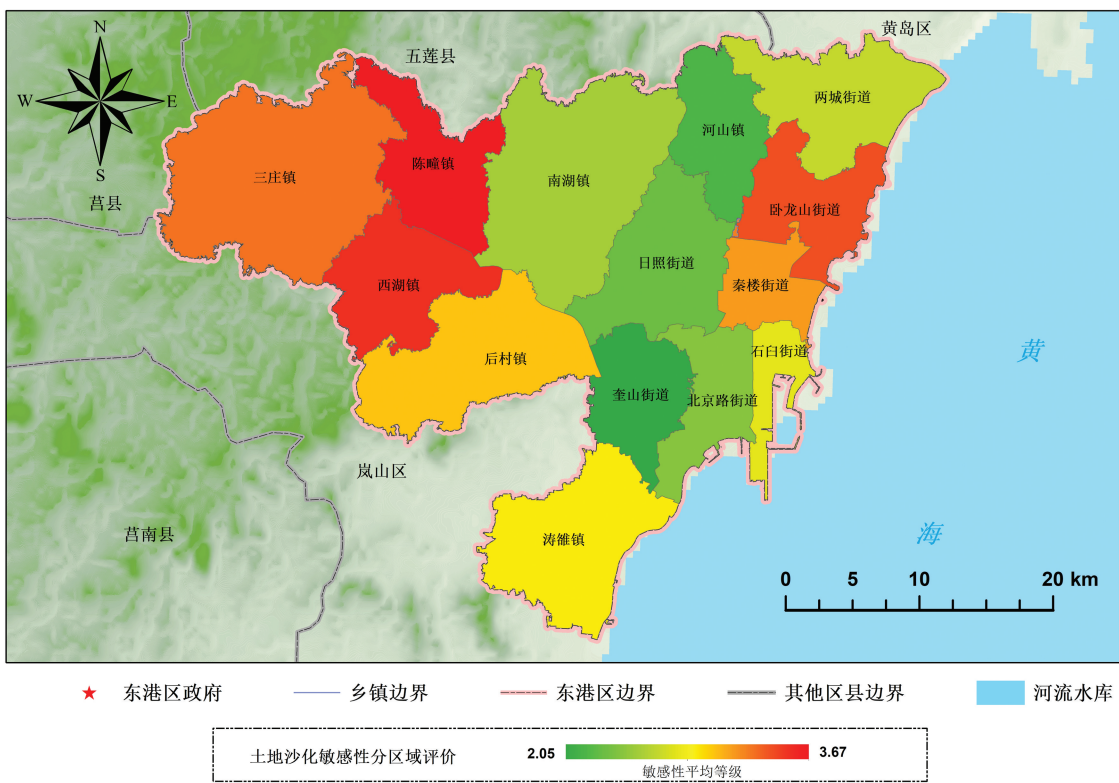 N
黄岛区
五莲县
两城街道
W
E
河山镇
陈疃镇
三庄镇
南湖镇
S
莒县
卧龙山街道
日照街道
西湖镇
秦楼街道
石臼街道
黄
后村镇
奎山街道
北京路街道
岚山区
莒南县
涛雒镇
海
0 5 10 20 km
东港区政府 乡镇边界 东港区边界 其他区县边界 河流水库
土地沙化敏感性分区域评价 2.05 3.67
敏感性平均等级